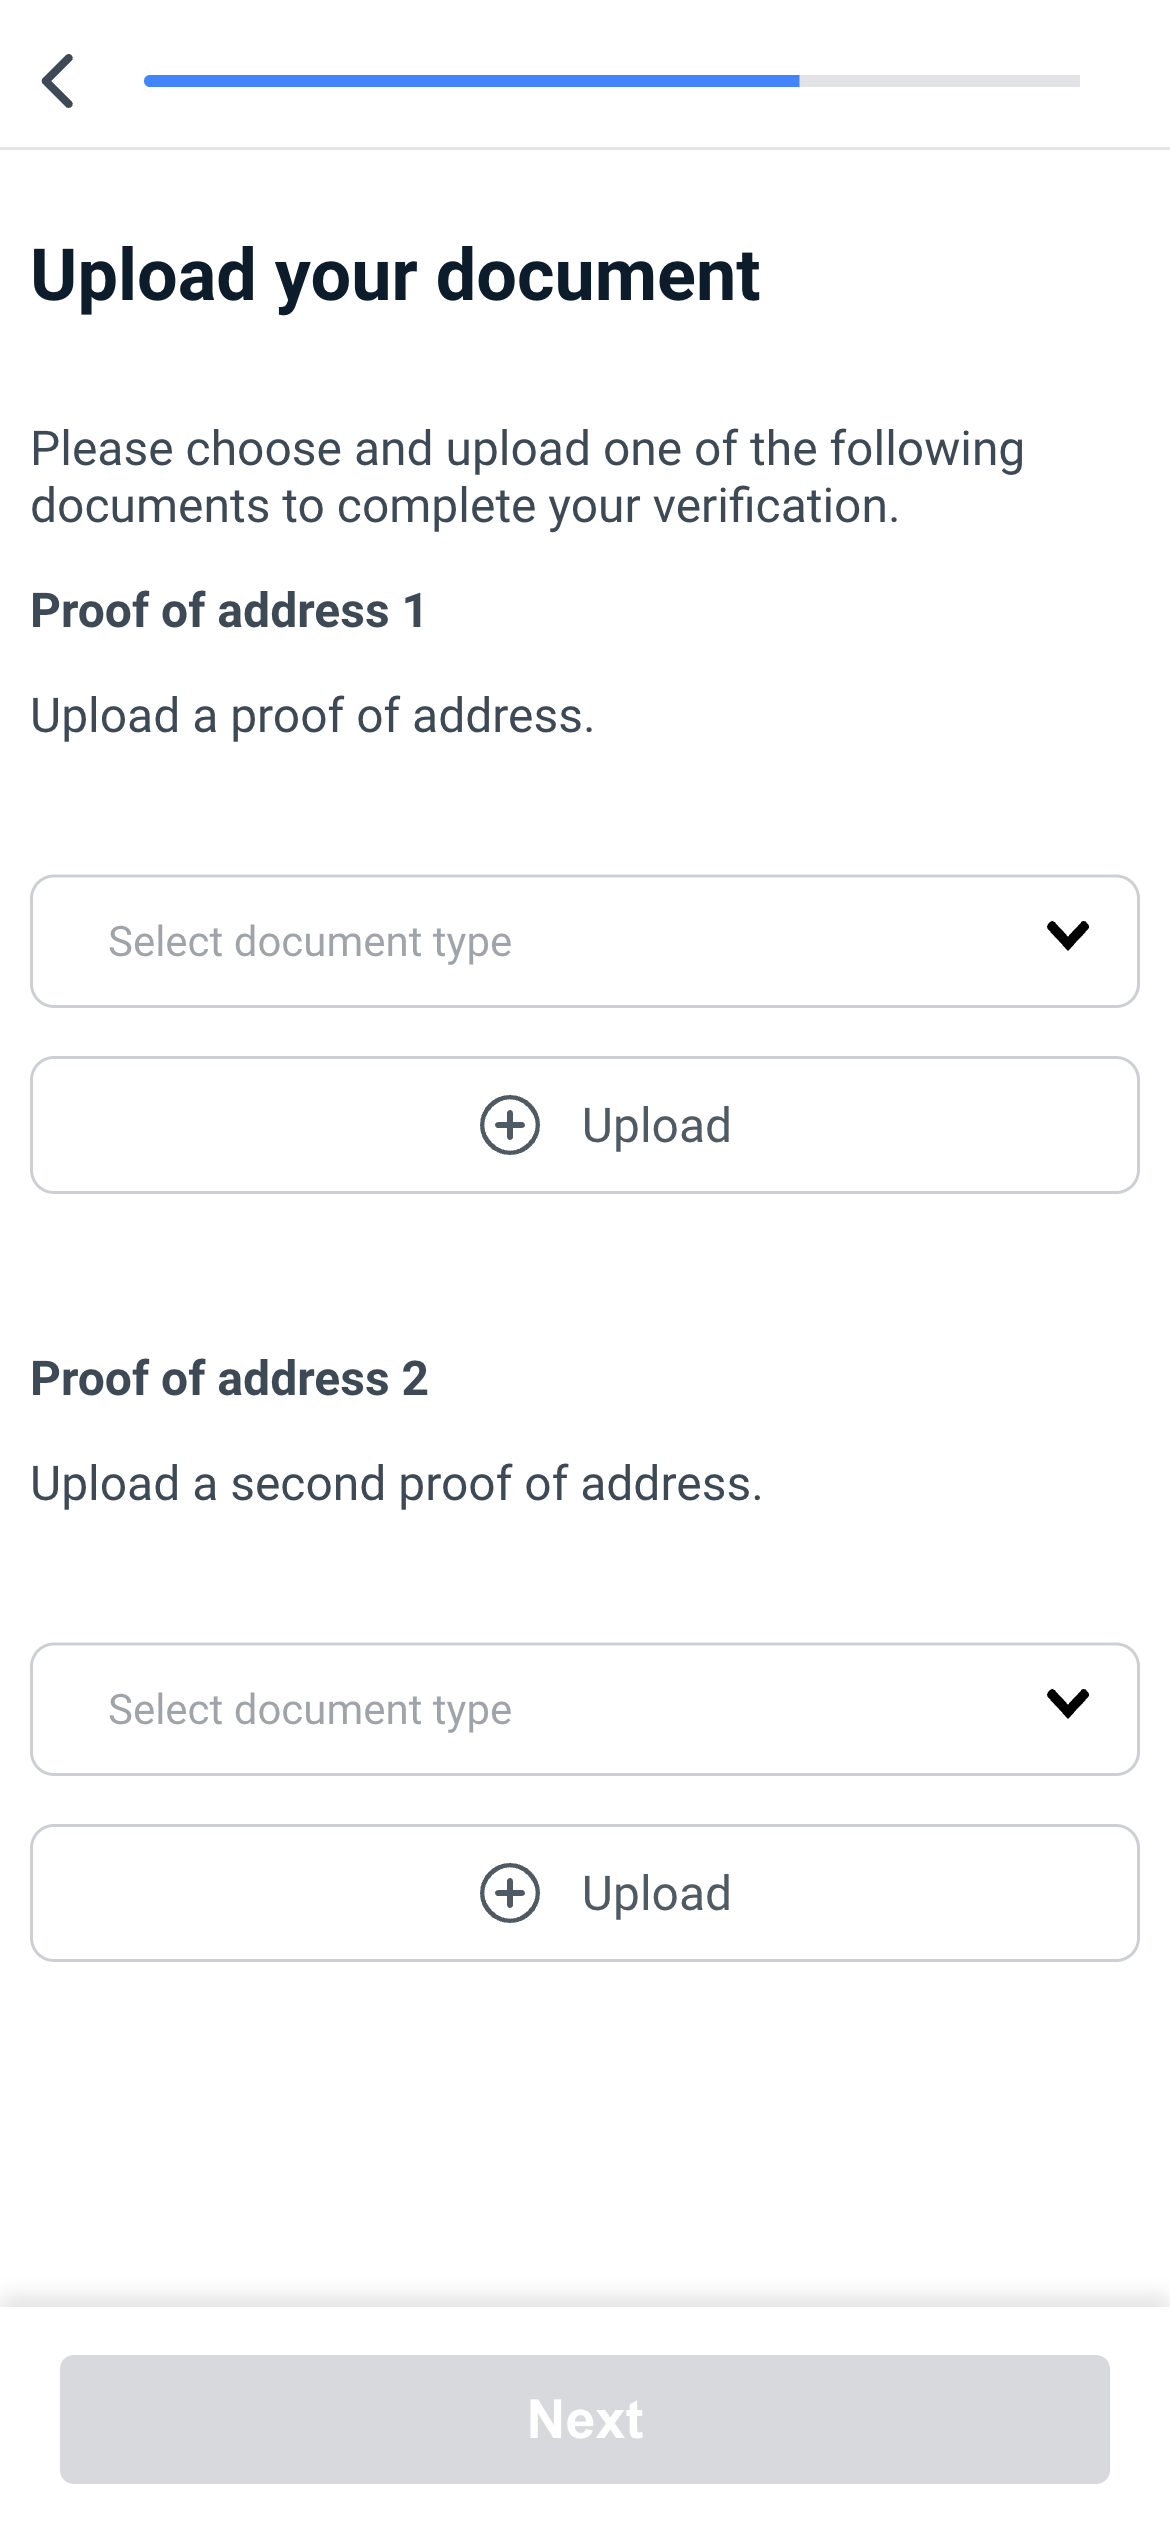 Upload your document
Please choose and upload one of the following
documents to complete your verification.
Proof of address 1
Upload a proof of address.
Select document type
Upload
Proof of address 2
Upload a second proof of address.
Select document type
Upload
Next